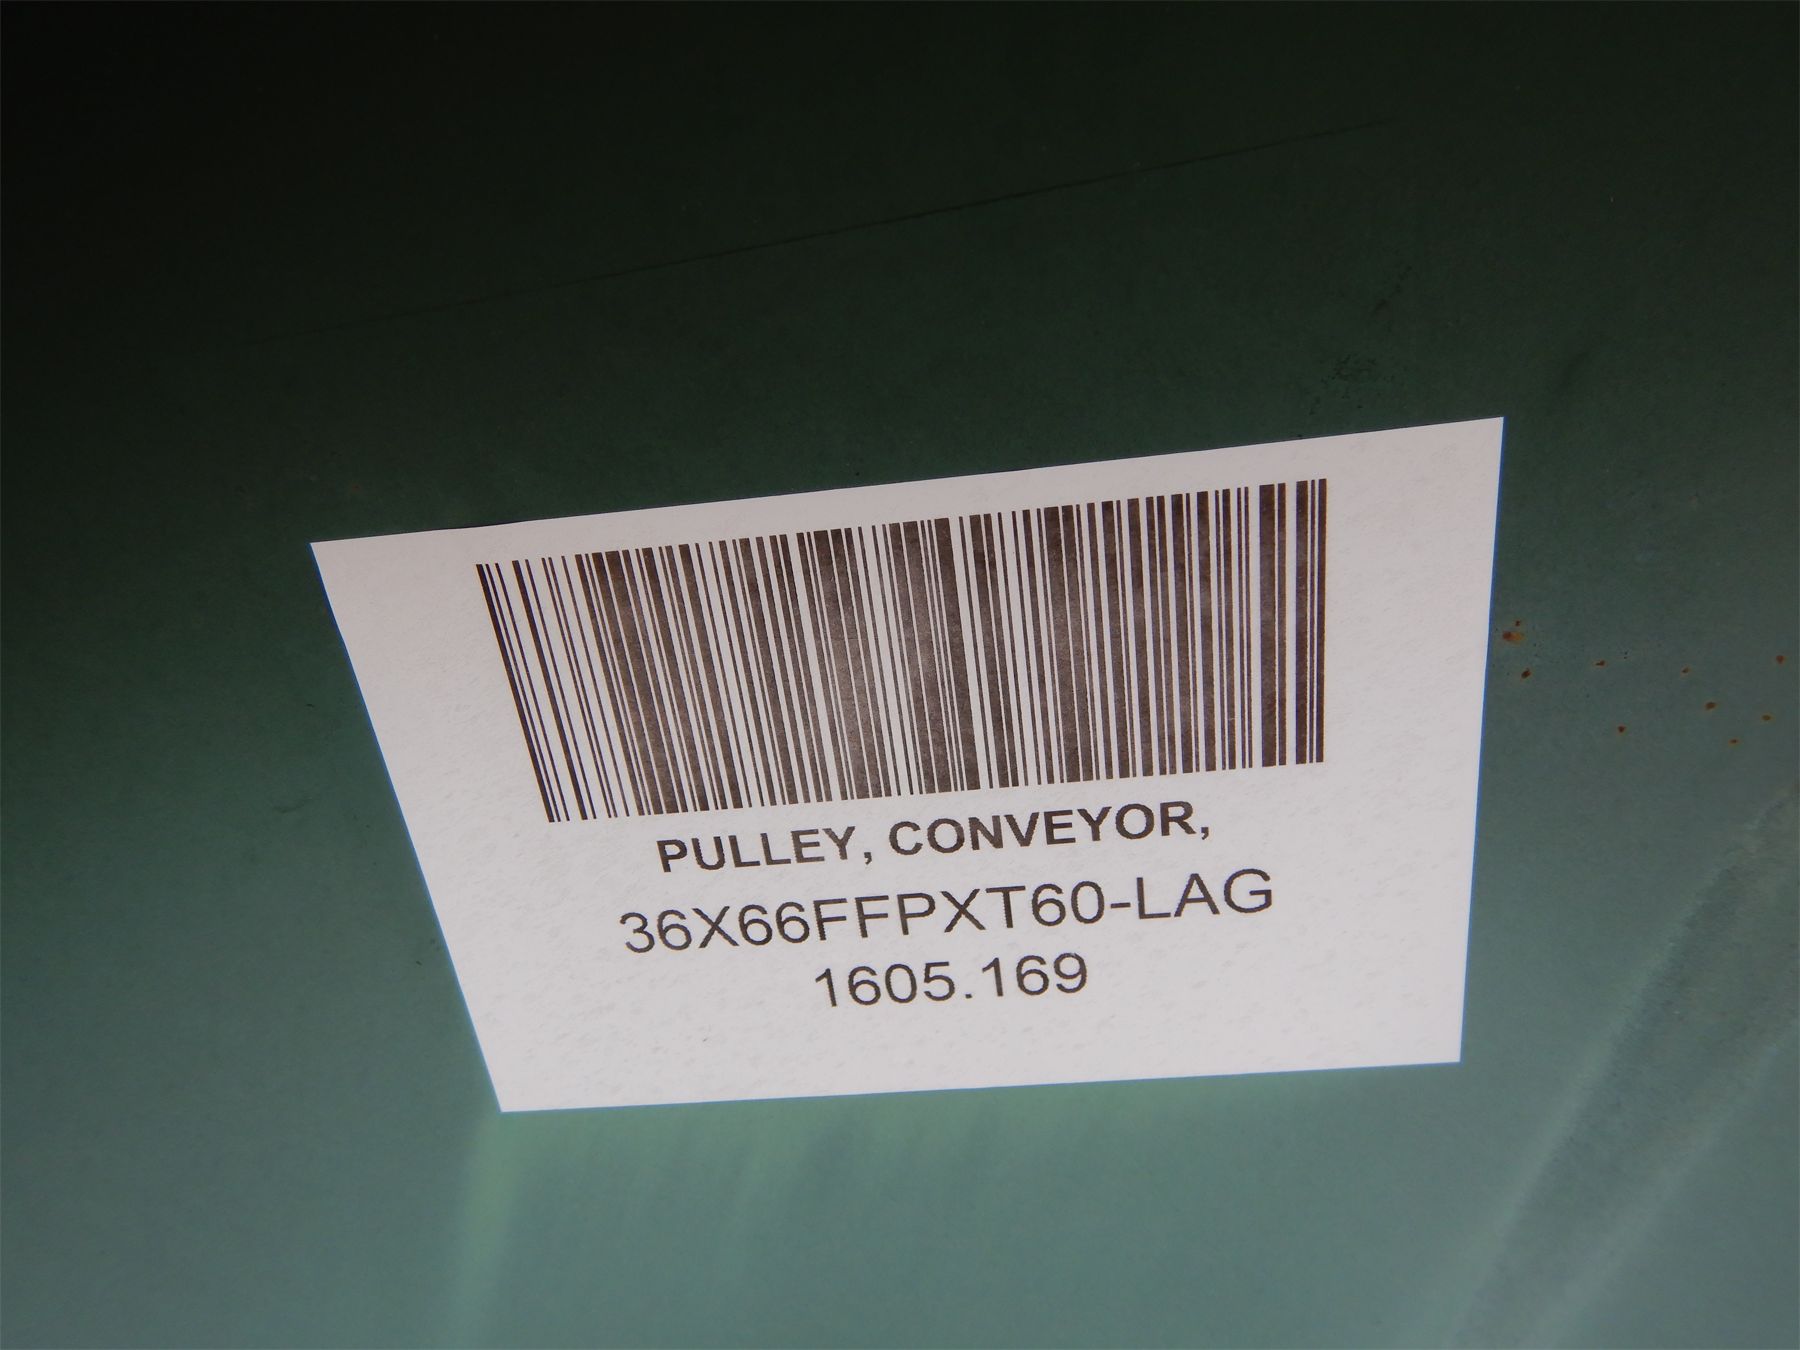 PULLEY, CONVEYOR,
36X66FFPXT60-LAG
1605.169